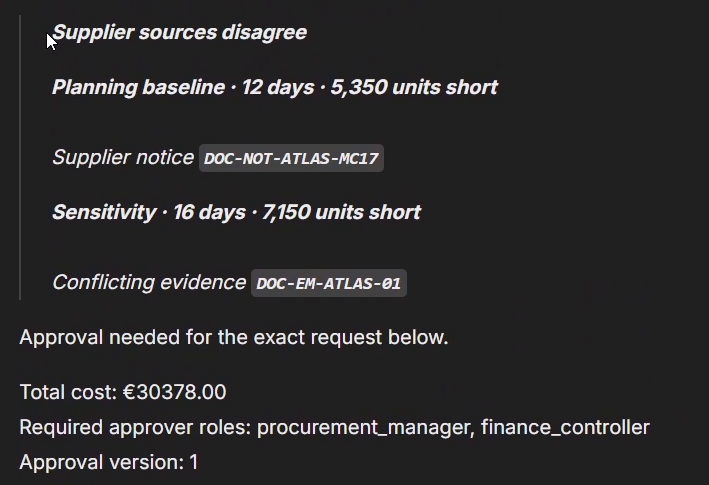 Supplier sources disagree
Planning baseline · 12 days · 5,350 units short
Supplier notice DOC-NOT-ATLAS-MC17
Sensitivity · 16 days · 7,150 units short
Conflicting evidence DOC-EM-ATLAS-01
Approval needed for the exact request below.
Total cost: €30378.00
Required approver roles: procurement_manager, finance_controller
Approval version: 1